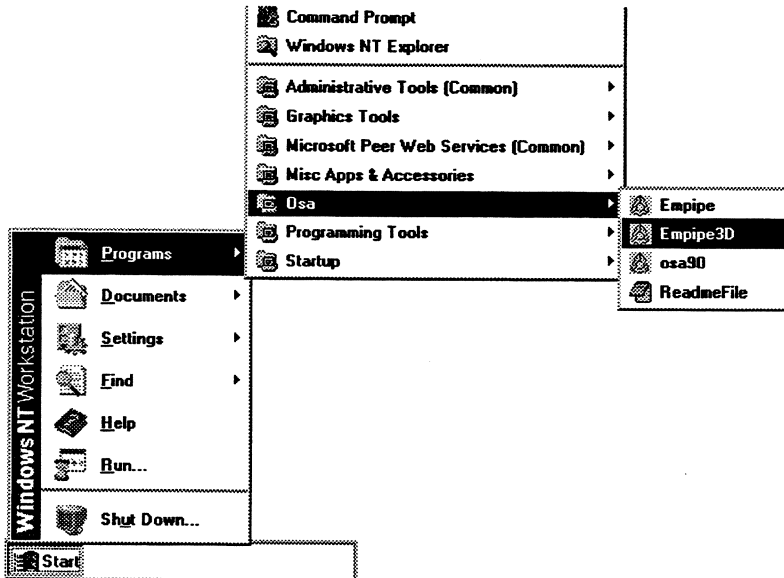 Command Prompt
Windows NT Explorer
Administrative Tools (Common)
Graphics Tools
Microsoft Peer Web Services (Common)
Misc Apps & Accessories
Osa
Programming Tools
Startup
Empipe
Empipe3D
osa90
ReadmeFile
Programs
Documents
Settings
Find
Help
Run...
Shut Down...
Windows NT Workstation
Start